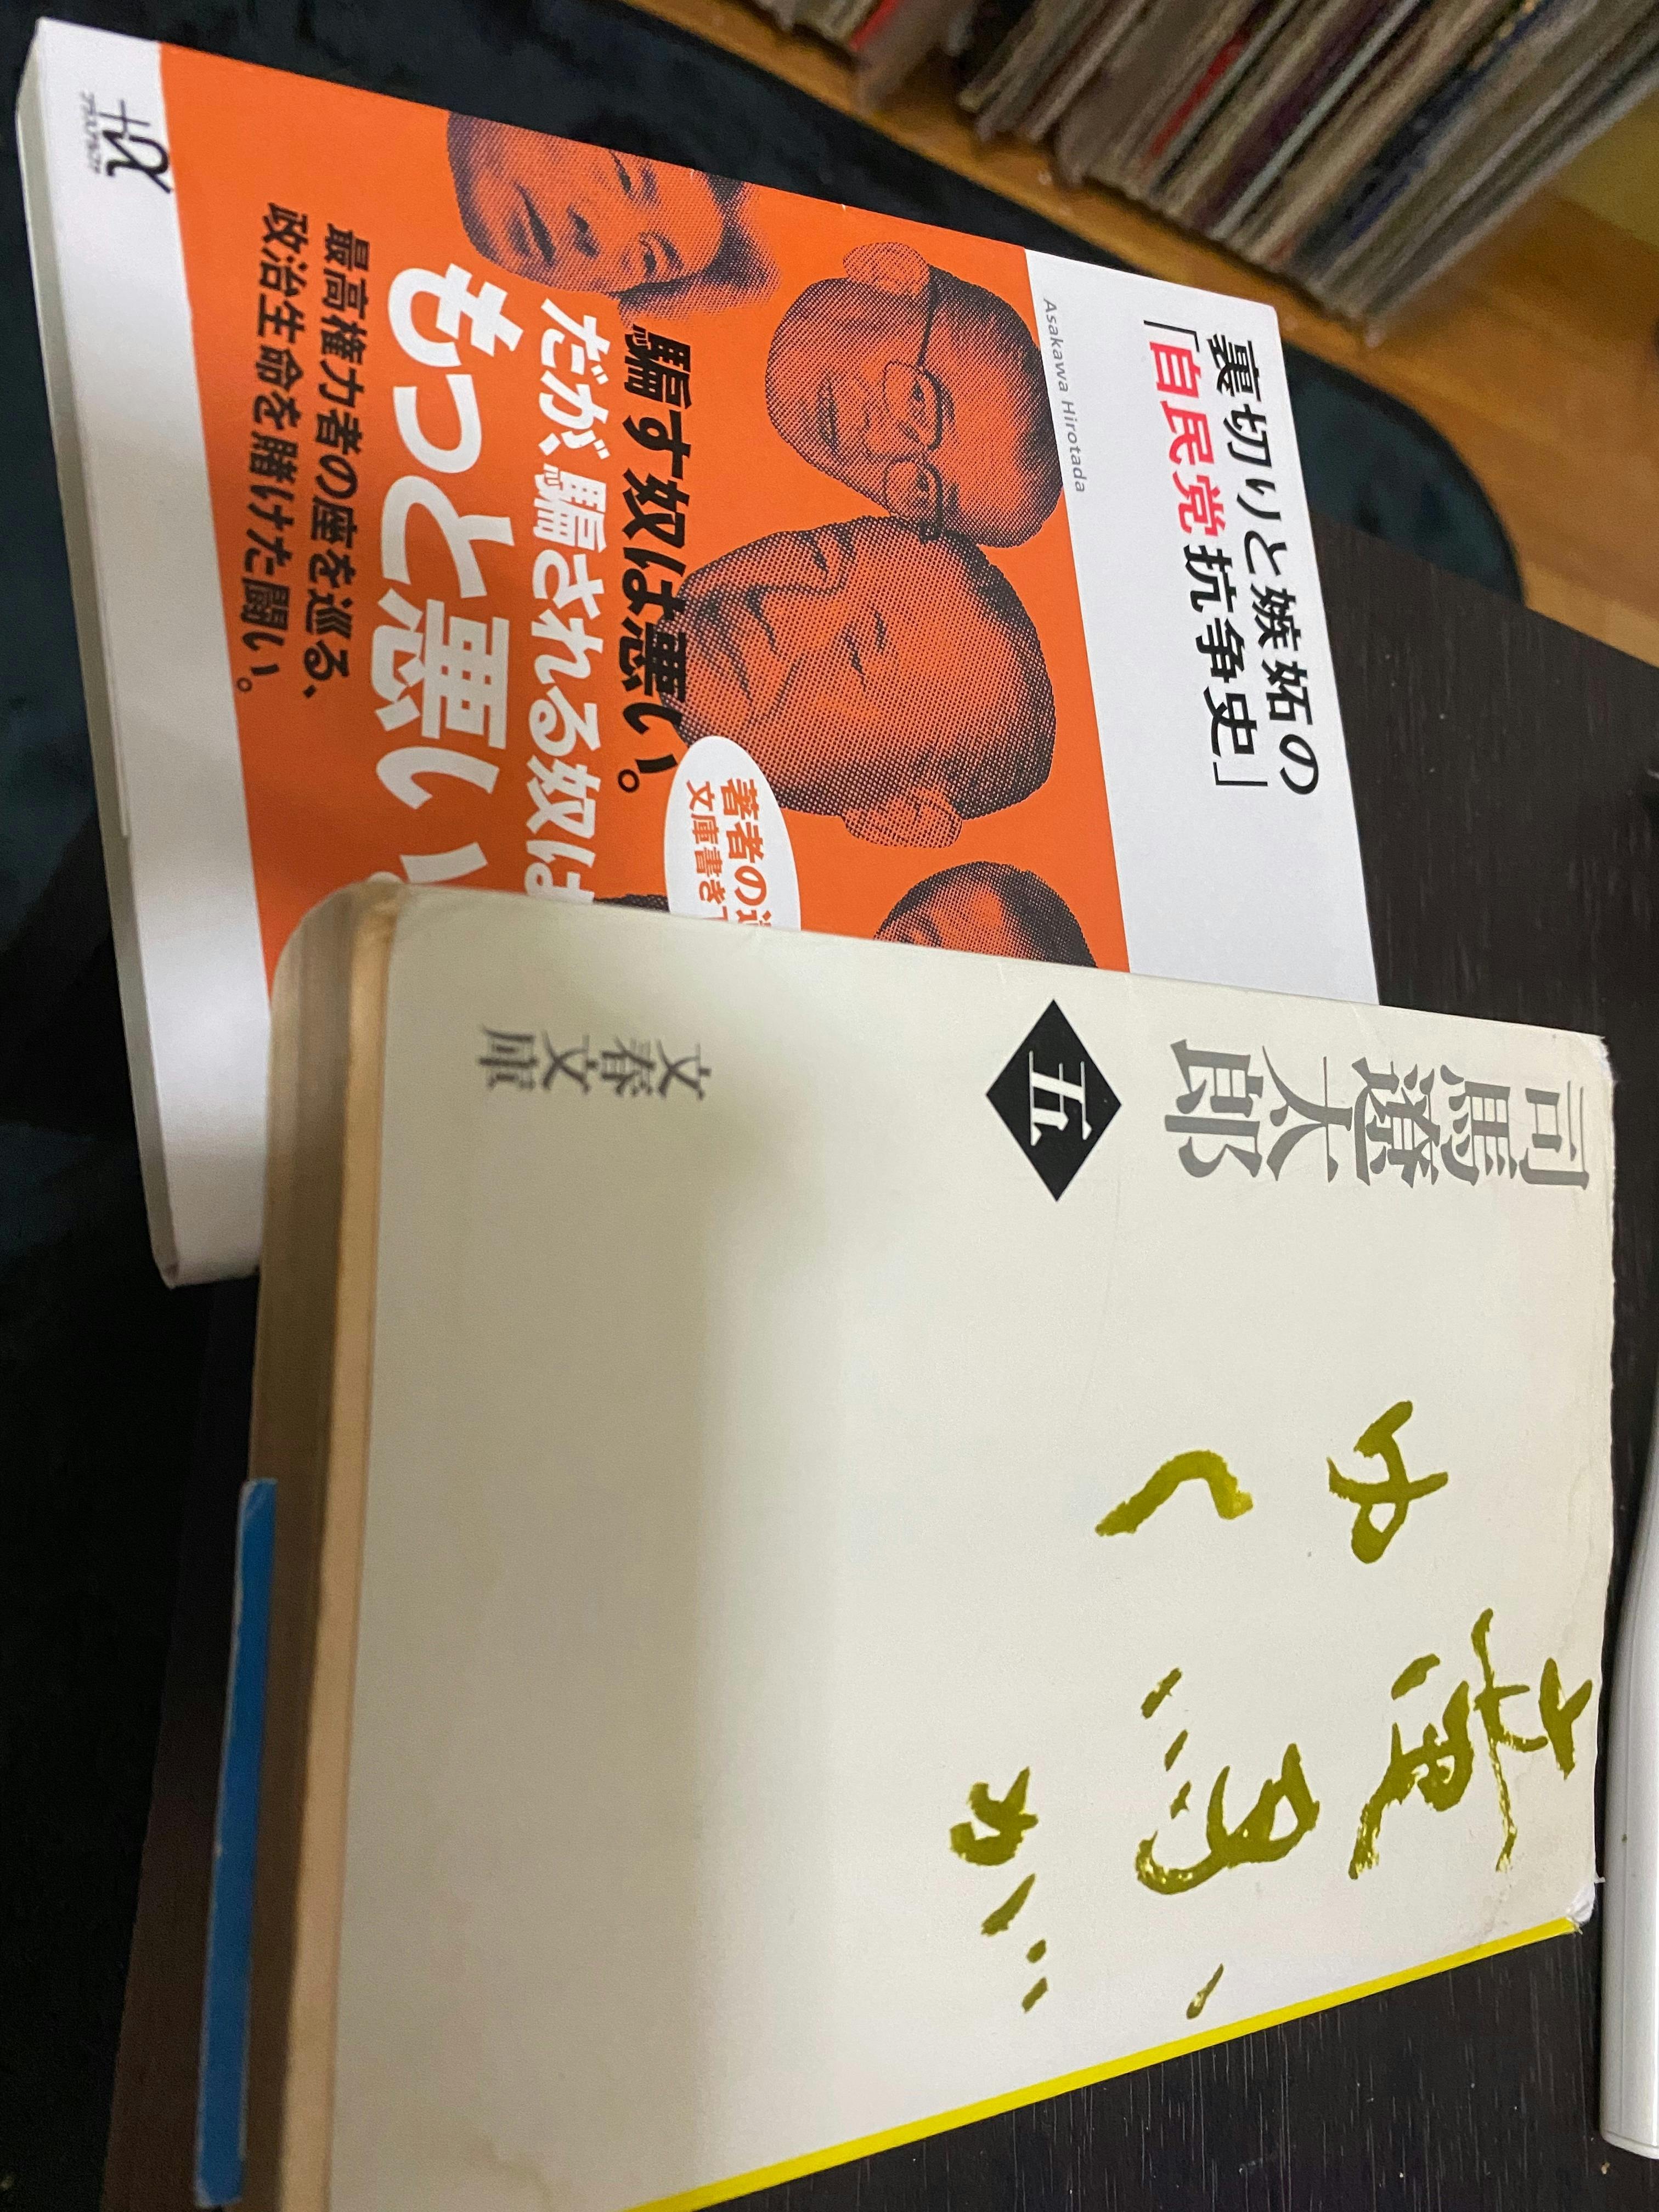 裏切りと嫉妬の
「自民党抗争史」
Asakawa Hirotada
騙す奴は悪い。
だが騙される奴は
もっと悪い。
最高権力者の座を巡る、
政治生命を賭けた闘い。
著者の
文庫書き
+α
司馬遼太郎
五
竜馬が
ゆく
文春文庫